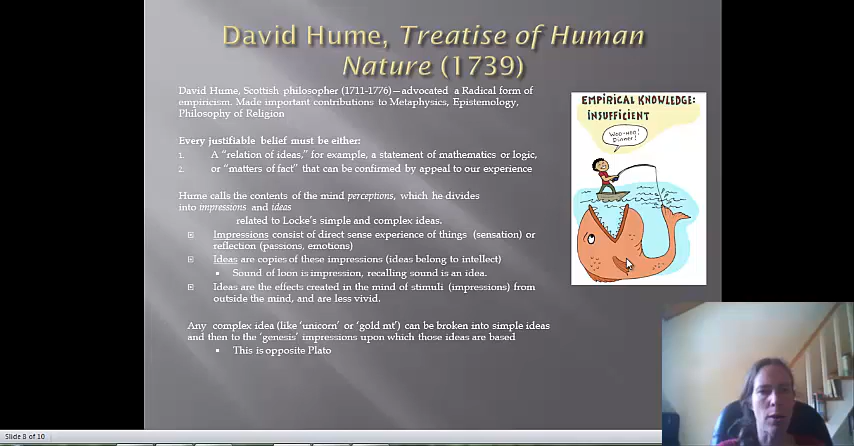 David Hume, Treatise of Human
Nature (1739)
David Hume, Scottish philosopher (1711-1776)—advocated a Radical form of
empiricism. Made important contributions to Metaphysics, Epistemology,
Philosophy of Religion
Every justifiable belief must be either:
1. A “relation of ideas,” for example, a statement of mathematics or logic,
2. or “matters of fact” that can be confirmed by appeal to our experience
Hume calls the contents of the mind perceptions, which he divides
into impressions and ideas
related to Locke's simple and complex ideas.
Impressions consist of direct sense experience of things (sensation) or
reflection (passions, emotions)
Ideas are copies of these impressions (ideas belong to intellect)
Sound of loon is impression, recalling sound is an idea.
Ideas are the effects created in the mind of stimuli (impressions) from
outside the mind, and are less vivid.
Any complex idea (like 'unicorn' or 'gold mt') can be broken into simple ideas
and then to the 'genesis' impressions upon which those ideas are based
This is opposite Plato
EMPIRICAL KNOWLEDGE:
INSUFFICIENT
WOO-HOO!
DINNER!
Slide 8 of 10